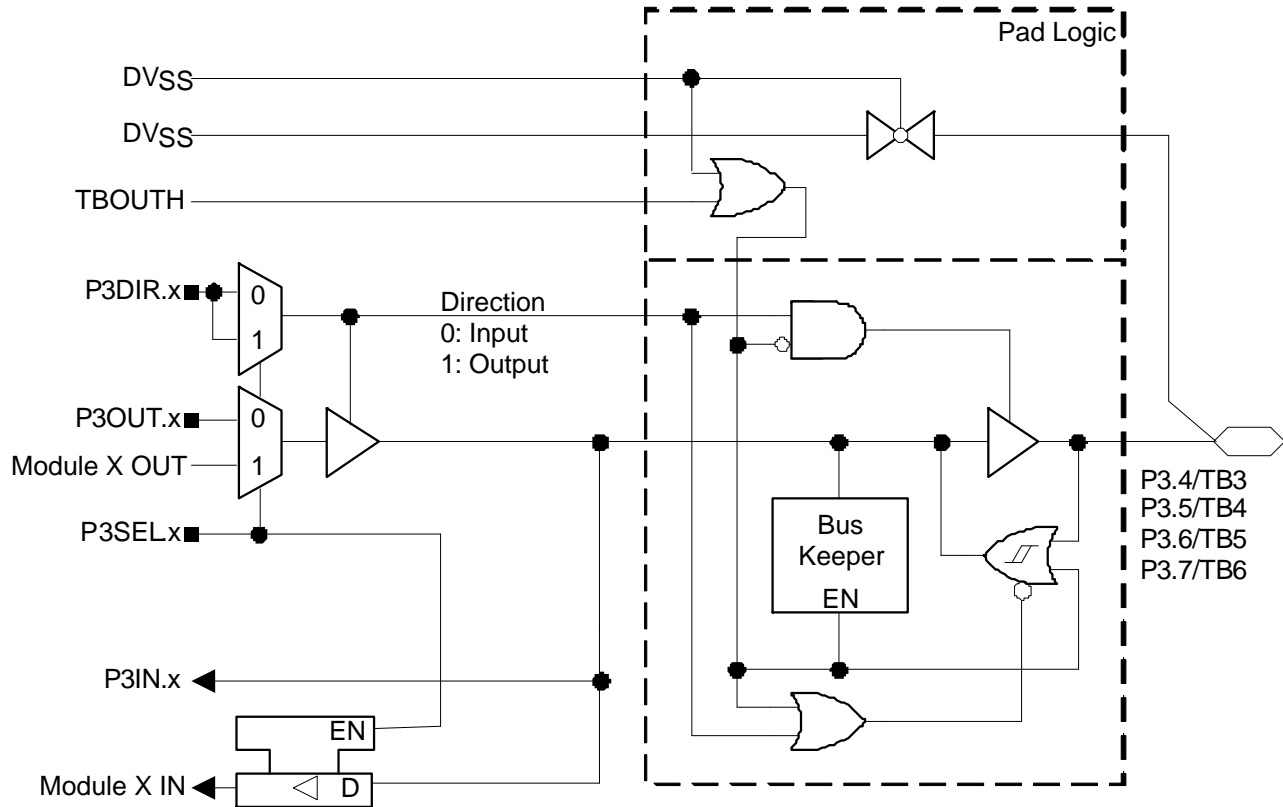 Pad Logic
DVSS
DVSS
TBOUTH
P3DIR.x
0
1
Direction
0: Input
1: Output
P3OUT.x
0
Module X OUT
1
P3SEL.x
Bus
Keeper
EN
P3.4/TB3
P3.5/TB4
P3.6/TB5
P3.7/TB6
P3IN.x
EN
Module X IN
D